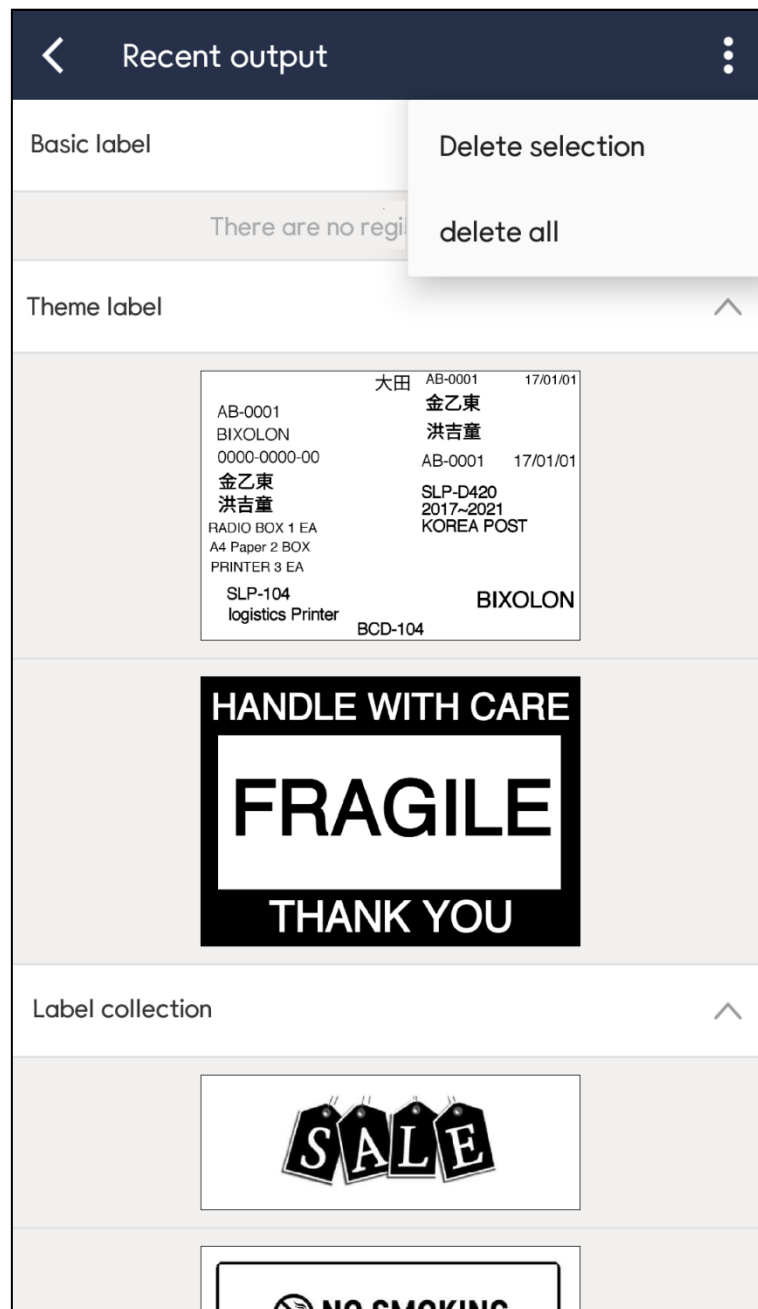 Recent output
Basic label
Delete selection
There are no regi
delete all
Theme label
大田 AB-0001 17/01/01
AB-0001
金乙東
BIXOLON
洪吉童
0000-0000-00
AB-0001 17/01/01
金乙東
洪吉童
SLP-D420
2017~2021
KOREA POST
RADIO BOX 1 EA
A4 Paper 2 BOX
PRINTER 3 EA
SLP-104
logistics Printer
BIXOLON
BCD-104
HANDLE WITH CARE
FRAGILE
THANK YOU
Label collection
SALE
NO SMOKING